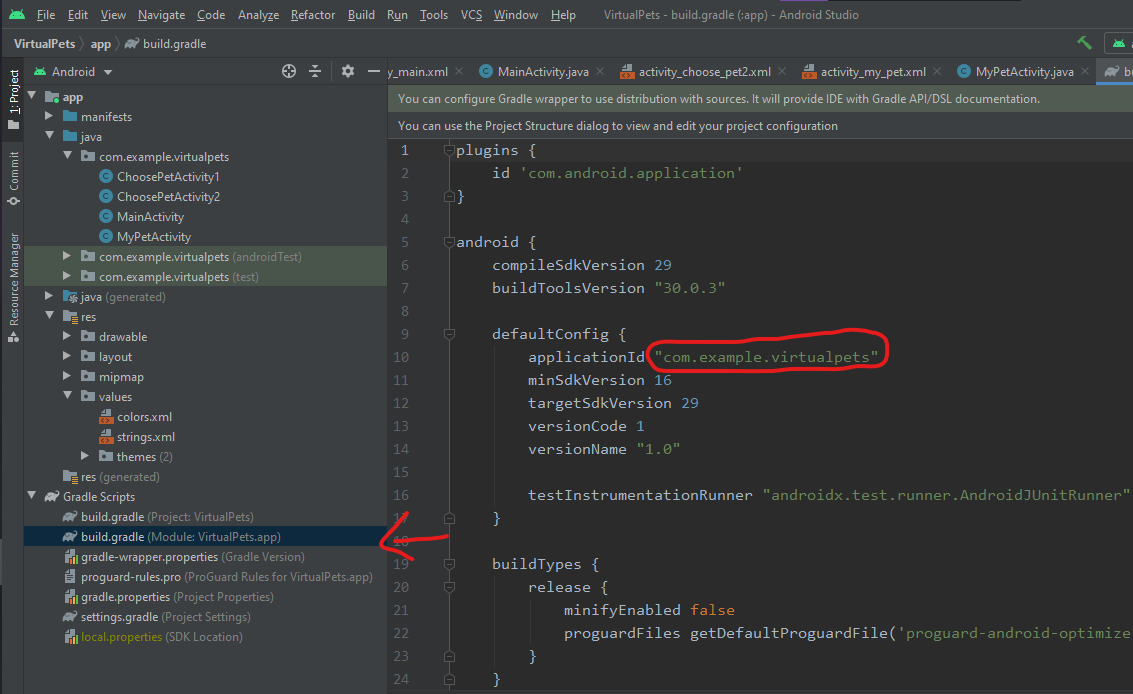 File Edit View Navigate Code Analyze Refactor Build Run Tools VCS Window Help VirtualPets - build.gradle (:app) - Android Studio
VirtualPets app build.gradle
1: Project
Commit
Resource Manager
Android
y_main.xml MainActivity.java activity_choose_pet2.xml activity_my_pet.xml MyPetActivity.java bu
You can configure Gradle wrapper to use distribution with sources. It will provide IDE with Gradle API/DSL documentation.
You can use the Project Structure dialog to view and edit your project configuration
app
manifests
java
com.example.virtualpets
ChoosePetActivity1
ChoosePetActivity2
MainActivity
MyPetActivity
com.example.virtualpets (androidTest)
com.example.virtualpets (test)
java (generated)
res
drawable
layout
mipmap
values
colors.xml
strings.xml
themes (2)
res (generated)
Gradle Scripts
build.gradle (Project: VirtualPets)
build.gradle (Module: VirtualPets.app)
gradle-wrapper.properties (Gradle Version)
proguard-rules.pro (ProGuard Rules for VirtualPets.app)
gradle.properties (Project Properties)
settings.gradle (Project Settings)
local.properties (SDK Location)
1 plugins {
2 id 'com.android.application'
3 }
4
5 android {
6 compileSdkVersion 29
7 buildToolsVersion "30.0.3"
8
9 defaultConfig {
10 applicationId "com.example.virtualpets"
11 minSdkVersion 16
12 targetSdkVersion 29
13 versionCode 1
14 versionName "1.0"
15
16 testInstrumentationRunner "androidx.test.runner.AndroidJUnitRunner"
17 }
18
19 buildTypes {
20 release {
21 minifyEnabled false
22 proguardFiles getDefaultProguardFile('proguard-android-optimize
23 }
24 }